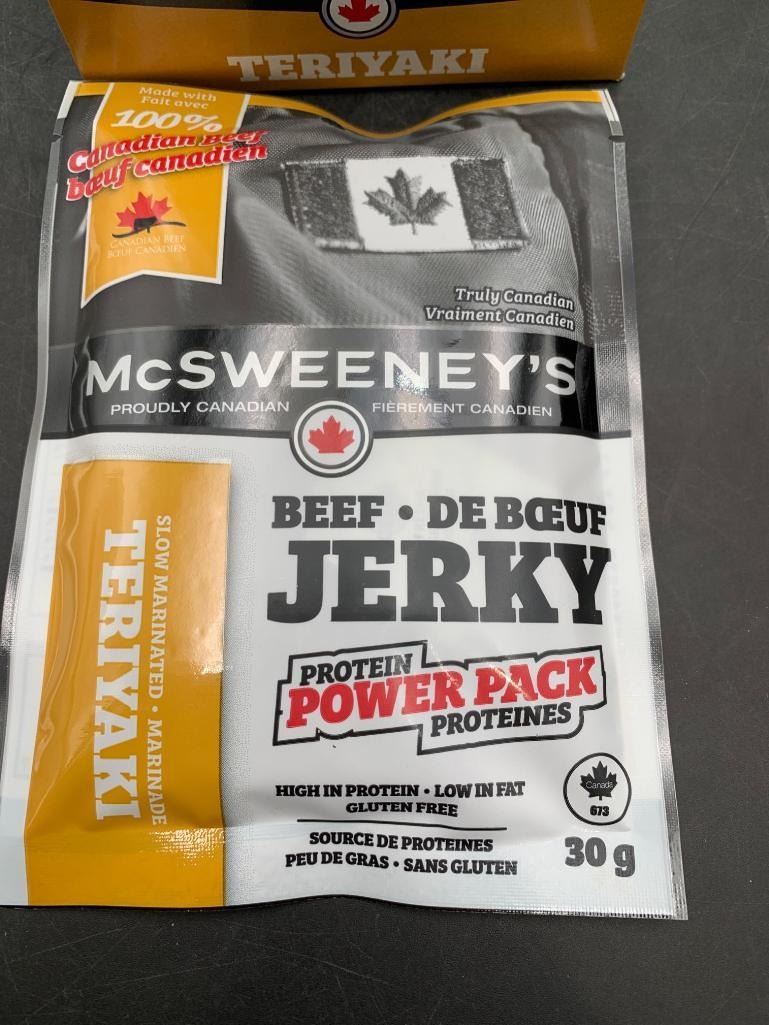 TERIYAKI
Made with
Fait avec
100%
Canadian Beef
bœuf canadien
CANADIAN BEEF
BŒUF CANADIEN
Truly Canadian
Vraiment Canadien
McSWEENEY'S
PROUDLY CANADIAN FIÈREMENT CANADIEN
SLOW MARINATED • MARINADE
TERIYAKI
BEEF • DE BŒUF
JERKY
PROTEIN
POWER PACK
PROTEINES
HIGH IN PROTEIN • LOW IN FAT
GLUTEN FREE
SOURCE DE PROTEINES
PEU DE GRAS • SANS GLUTEN
Canada
673
30 g